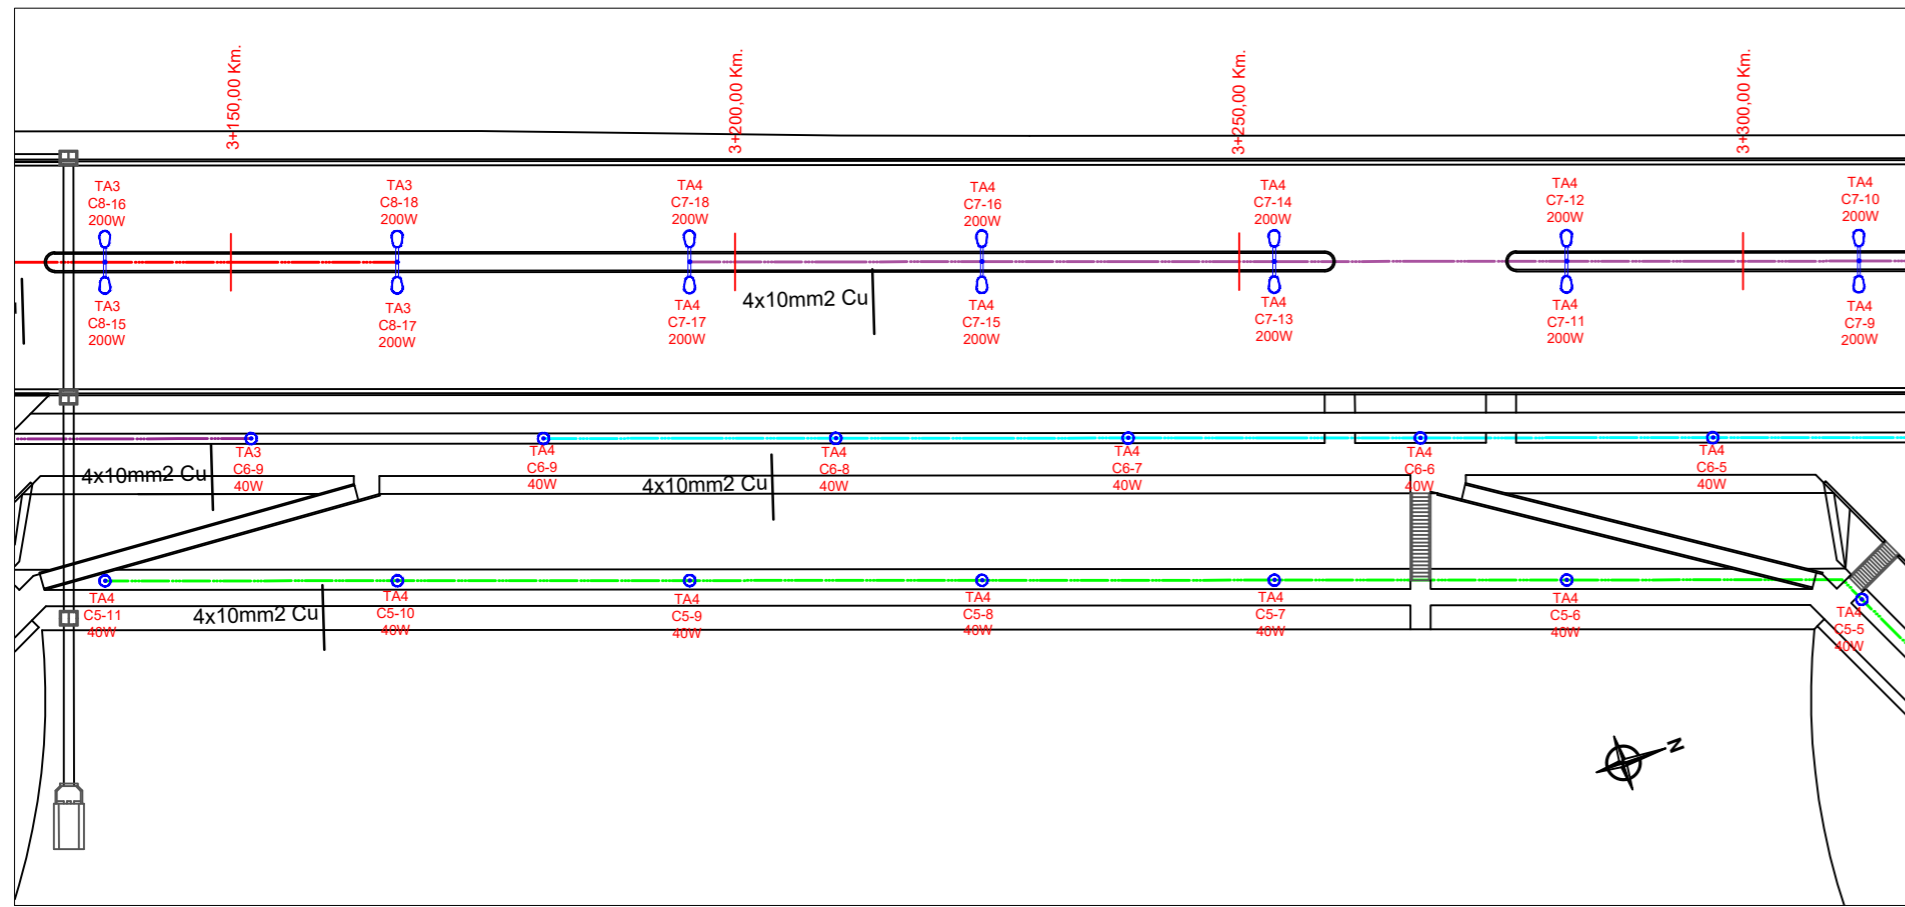 3+150,00 Km.
3+200,00 Km.
3+250,00 Km.
3+300,00 Km.
TA3
C8-16
200W
TA3
C8-18
200W
TA4
C7-18
200W
TA4
C7-16
200W
TA4
C7-14
200W
TA4
C7-12
200W
TA4
C7-10
200W
TA3
C8-15
200W
TA3
C8-17
200W
TA4
C7-17
200W
4x10mm2 Cu
TA4
C7-15
200W
TA4
C7-13
200W
TA4
C7-11
200W
TA4
C7-9
200W
4x10mm2 Cu
TA3
C6-9
40W
TA4
C6-9
40W
4x10mm2 Cu
TA4
C6-8
40W
TA4
C6-7
40W
TA4
C6-6
40W
TA4
C6-5
40W
TA4
C5-11
40W
4x10mm2 Cu
TA4
C5-10
40W
TA4
C5-9
40W
TA4
C5-8
40W
TA4
C5-7
40W
TA4
C5-6
40W
TA4
C5-5
40W
N